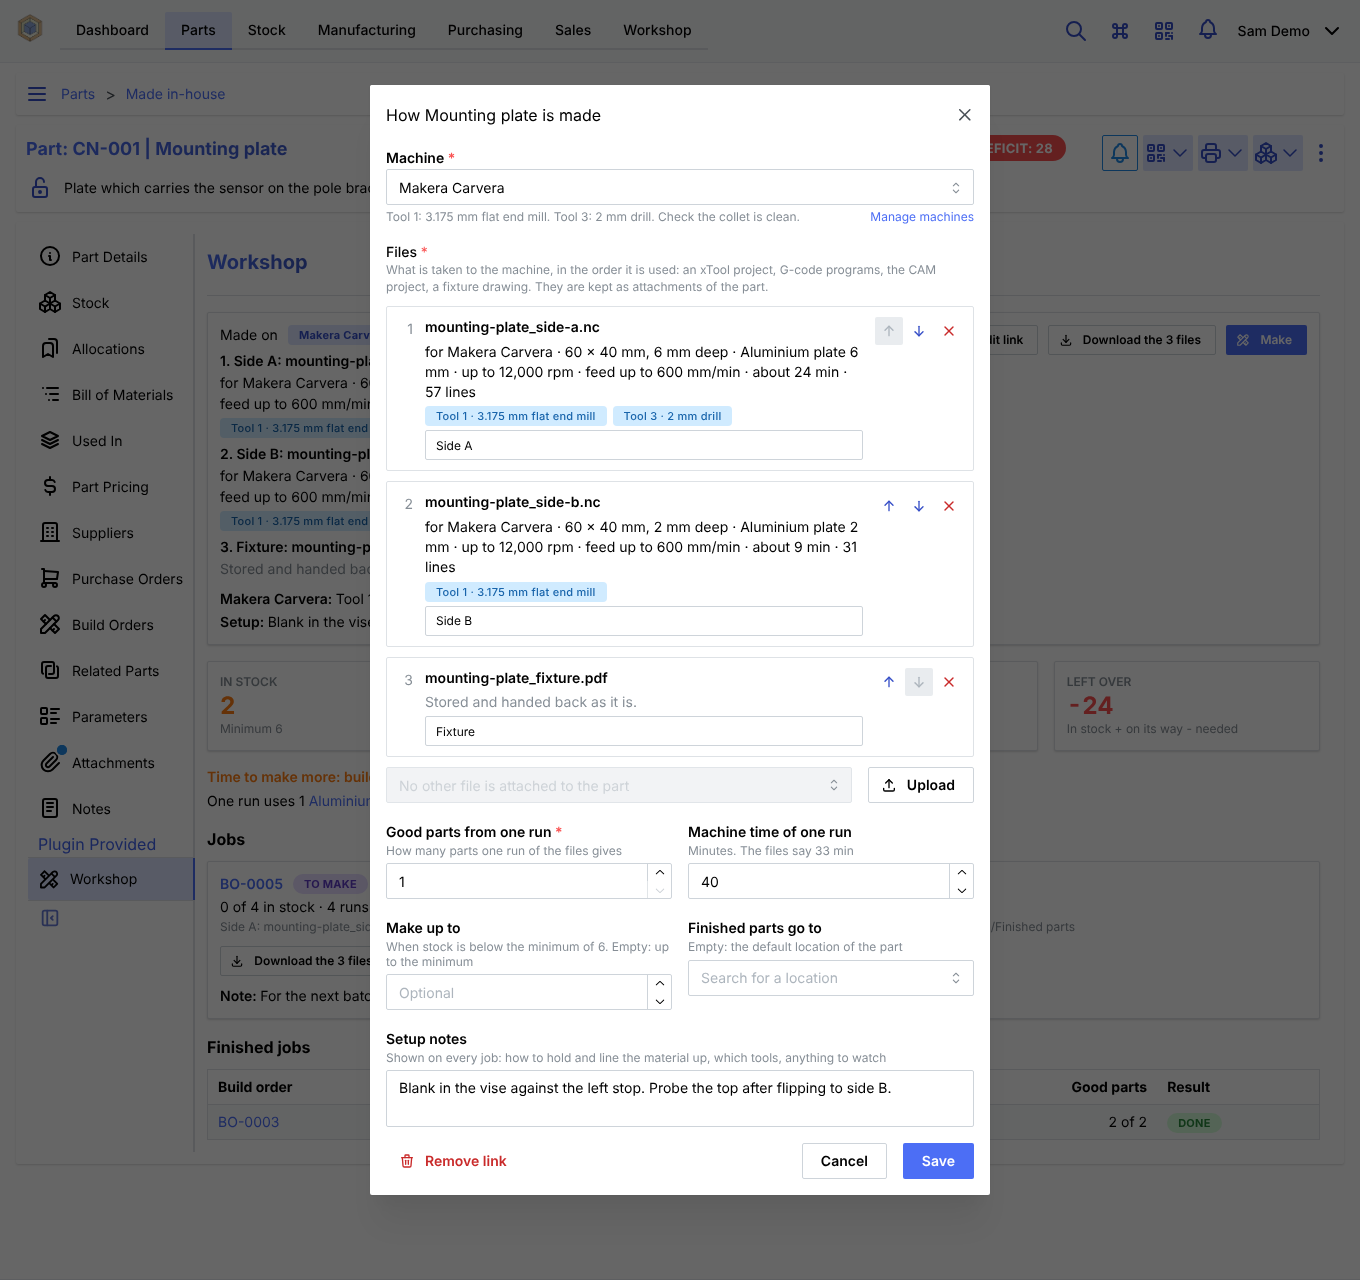 Dashboard
Parts
Stock
Manufacturing
Purchasing
Sales
Workshop
Sam Demo
Parts > Made in-house
Part: CN-001 | Mounting plate
Plate which carries the sensor on the pole
DEFICIT: 28
Part Details
Stock
Allocations
Bill of Materials
Used In
Part Pricing
Suppliers
Purchase Orders
Build Orders
Related Parts
Parameters
Attachments
Notes
Plugin Provided
Workshop
Workshop
Made on
Makera
link
Download the 3 files
Make
1. Side A:
for Makera Carvera · 60
feed up to 600
Tool 1 · 3.175 mm flat end
2. Side B:
for Makera Carvera · 60
feed up to 600
Tool 1 · 3.175 mm flat end
3. Fixture:
Stored and handed
Makera Carvera: Tool
Setup: Blank in the
IN STOCK
2
Minimum 6
LEFT OVER
-24
In stock + on its way - needed
Time to make more:
One run uses 1
Jobs
BO-0005
TO MAKE
0 of 4 in stock · 4 runs
Side A:
/Finished parts
Download the 3 files
Note: For the next
Finished jobs
Build order
Good parts
Result
BO-0003
2 of 2
DONE
How Mounting plate is made
Machine *
Makera Carvera
Tool 1: 3.175 mm flat end mill. Tool 3: 2 mm drill. Check the collet is clean.
Manage machines
Files *
What is taken to the machine, in the order it is used: an xTool project, G-code programs, the CAM
project, a fixture drawing. They are kept as attachments of the part.
1
mounting-plate_side-a.nc
for Makera Carvera · 60 × 40 mm, 6 mm deep · Aluminium plate 6
mm · up to 12,000 rpm · feed up to 600 mm/min · about 24 min ·
57 lines
Tool 1 · 3.175 mm flat end mill
Tool 3 · 2 mm drill
Side A
2
mounting-plate_side-b.nc
for Makera Carvera · 60 × 40 mm, 2 mm deep · Aluminium plate 2
mm · up to 12,000 rpm · feed up to 600 mm/min · about 9 min · 31
lines
Tool 1 · 3.175 mm flat end mill
Side B
3
mounting-plate_fixture.pdf
Stored and handed back as it is.
Fixture
No other file is attached to the part
Upload
Good parts from one run *
How many parts one run of the files gives
1
Machine time of one run
Minutes. The files say 33 min
40
Make up to
When stock is below the minimum of 6. Empty: up
to the minimum
Optional
Finished parts go to
Empty: the default location of the part
Search for a location
Setup notes
Shown on every job: how to hold and line the material up, which tools, anything to watch
Blank in the vise against the left stop. Probe the top after flipping to side B.
Remove link
Cancel
Save